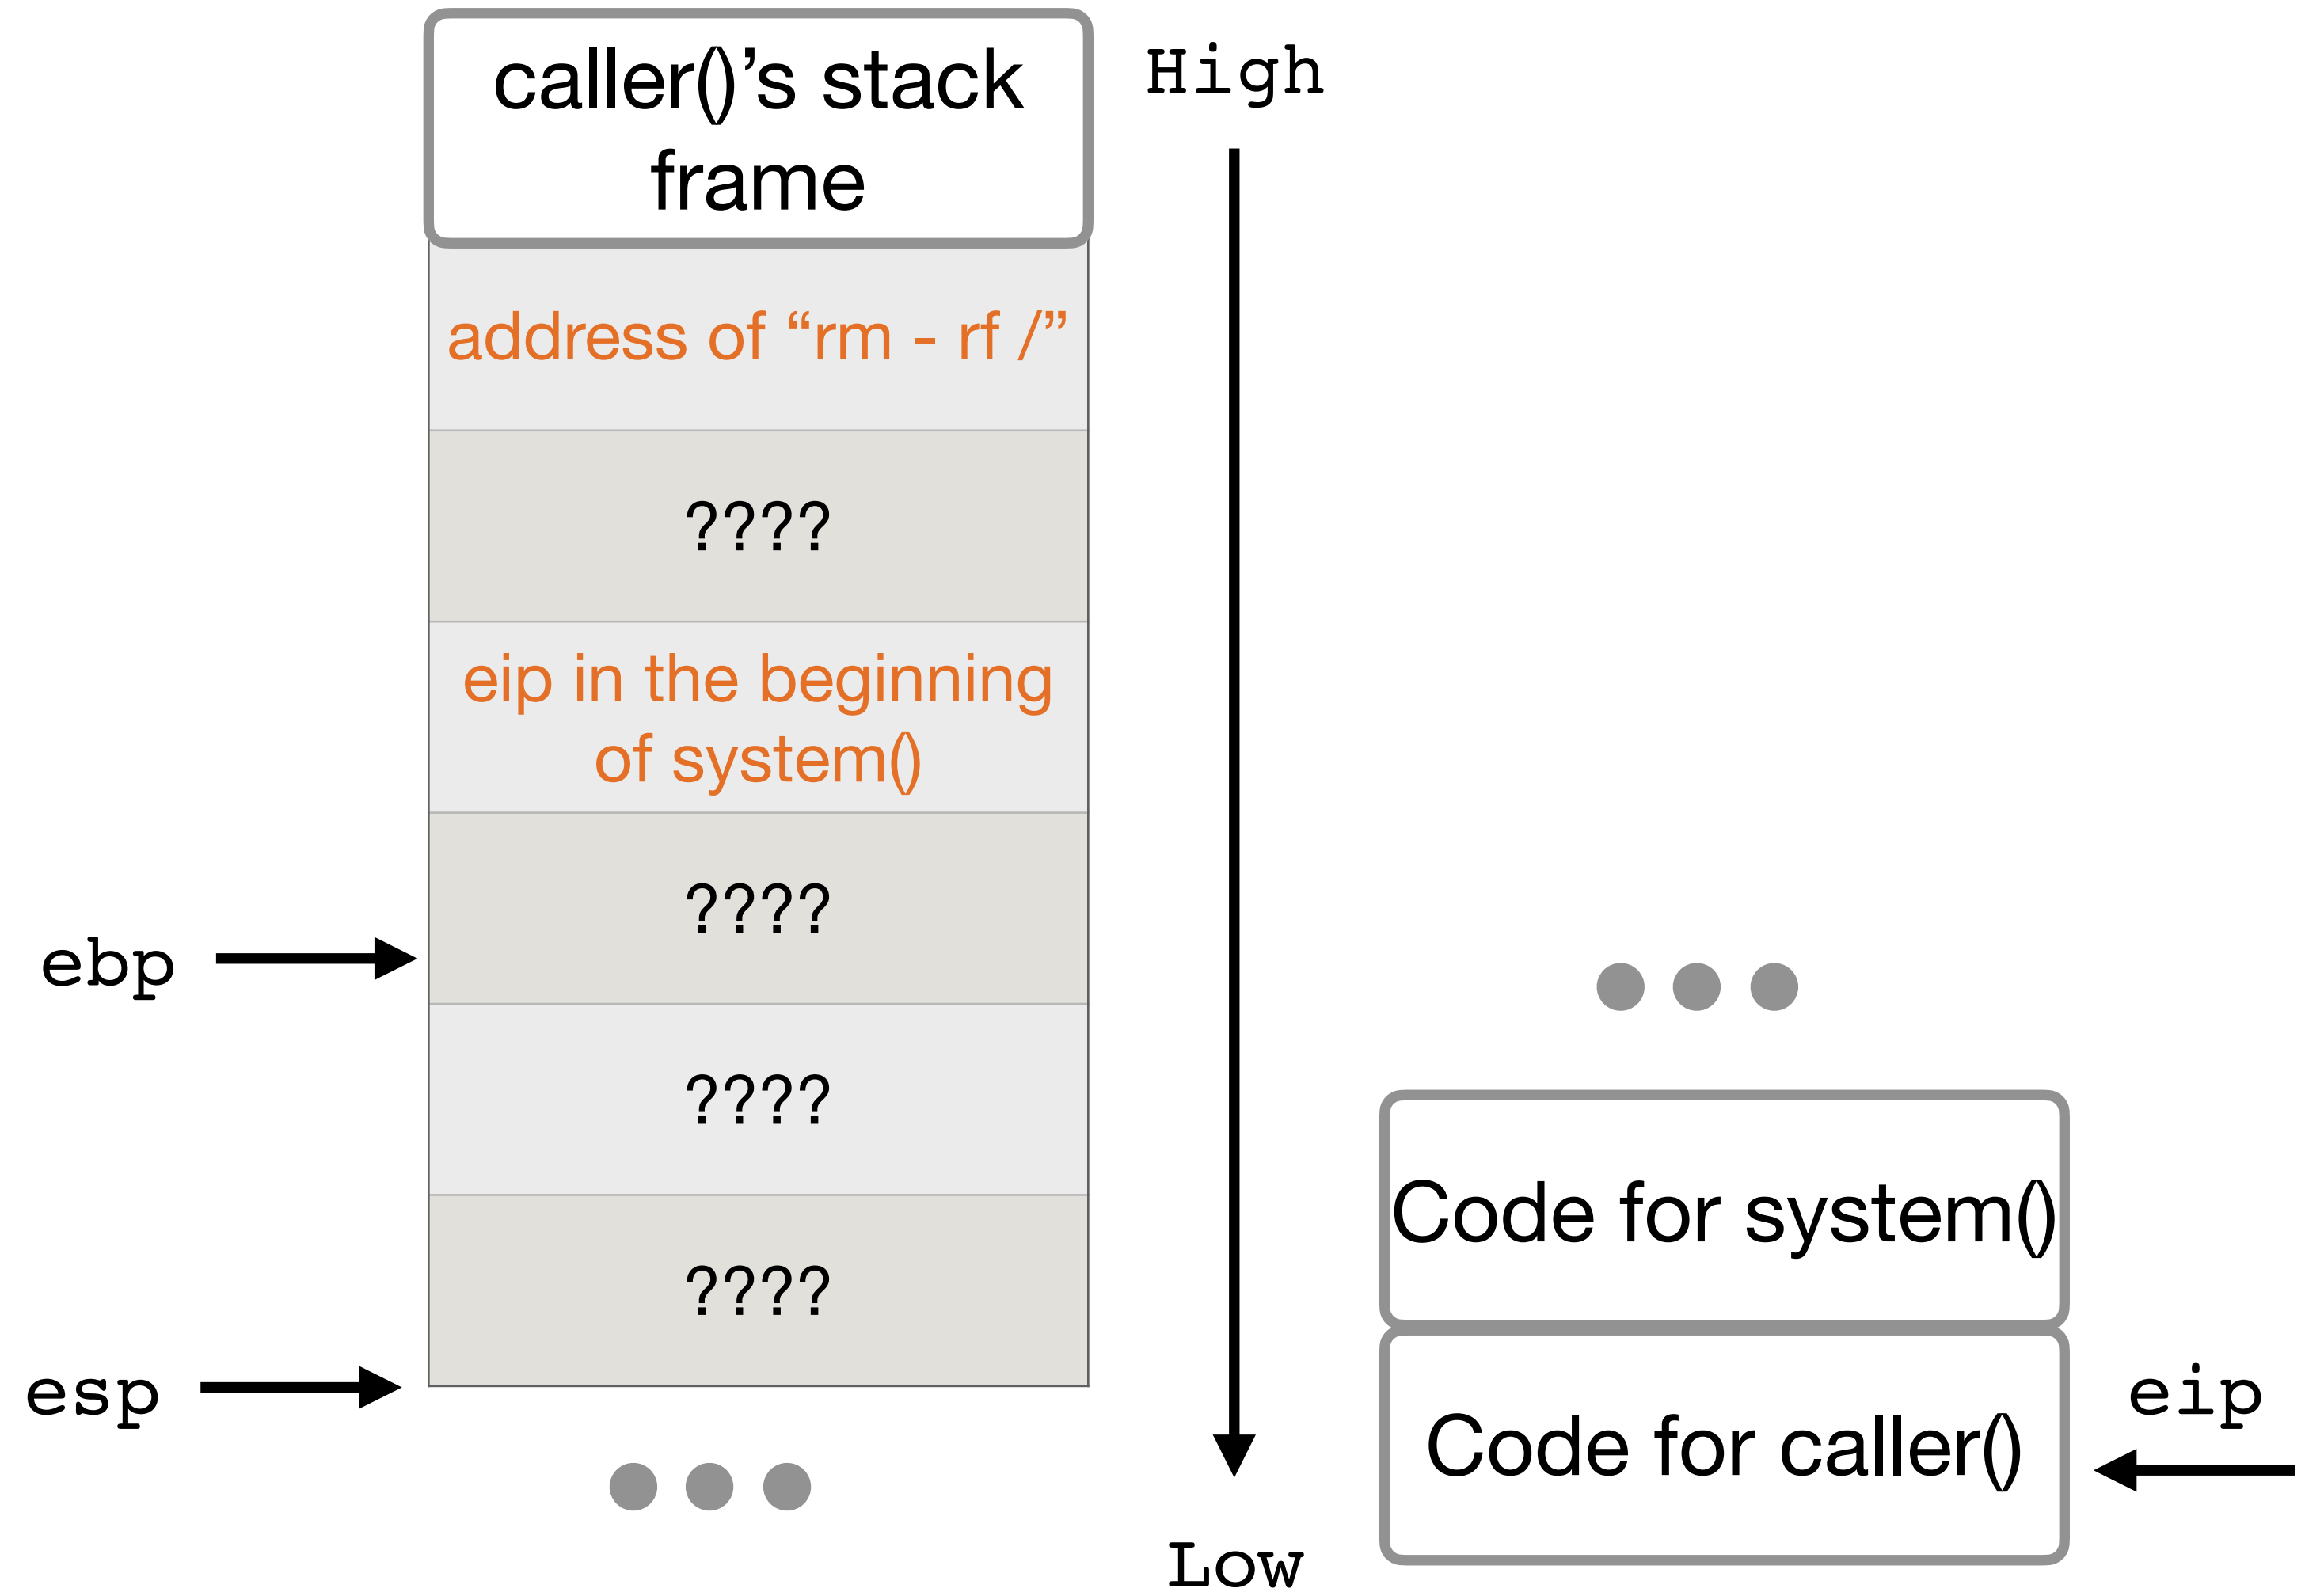 caller()’s stack
frame
High
address of “rm - rf /”
????
eip in the beginning
of system()
????
ebp
????
Code for system()
????
esp
eip
Code for caller()
Low